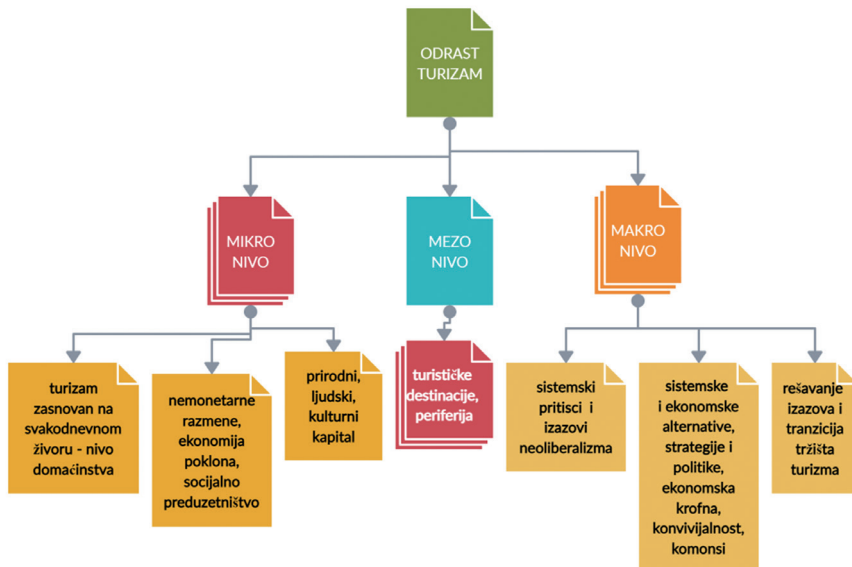 ODRAST
TURIZAM
MIKRO
NIVO
MEZO
NIVO
MAKRO
NIVO
turizam
zasnovan na
svakodnevnom
živoru - nivo
domaćinstva
nemonetarne
razmene,
ekonomija
poklona,
socijalno
preduzetništvo
prirodni,
ljudski,
kulturni
kapital
turističke
destinacije,
periferija
sistemski
pritisci i
izazovi
neoliberalizma
sistemske
i ekonomske
alternative,
strategije i
politike,
ekonomska
krofna,
konvivijalnost,
komonsi
rešavanje
izazova i
tranzicija
tržišta
turizma